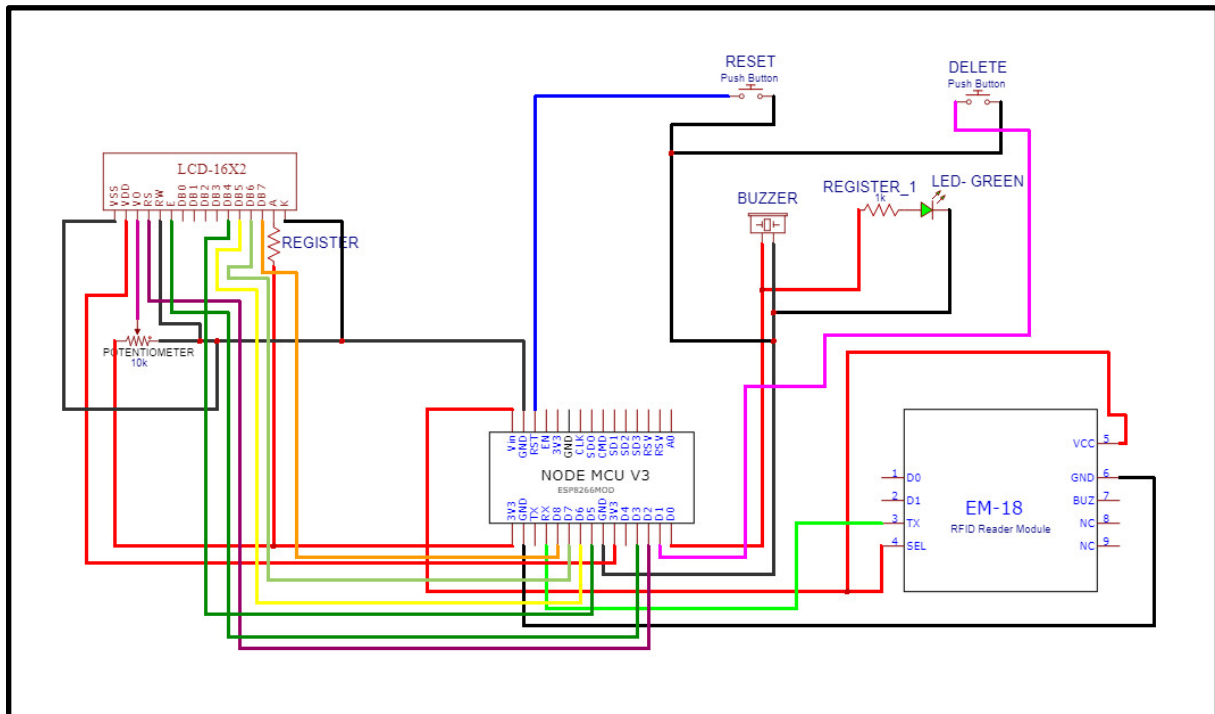 RESET
Push Button
DELETE
Push Button
LCD-16X2
VSS
VDD
VO
RS
RW
E
DB0
DB1
DB2
DB3
DB4
DB5
DB6
DB7
A
K
REGISTER
POTENTIOMETER
10k
BUZZER
REGISTER_1
1k
LED- GREEN
Vin
GND
RST
EN
3V3
GND
CLK
SD0
CMD
SD1
SD2
SD3
RSV
RSV
A0
NODE MCU V3
ESP8266MOD
3V3
GND
TX
RX
D8
D7
D6
D5
GND
3V3
D4
D3
D2
D1
D0
VCC 5
1 D0
GND 6
2 D1
BUZ 7
EM-18
3 TX
NC 8
RFID Reader Module
4 SEL
NC 9